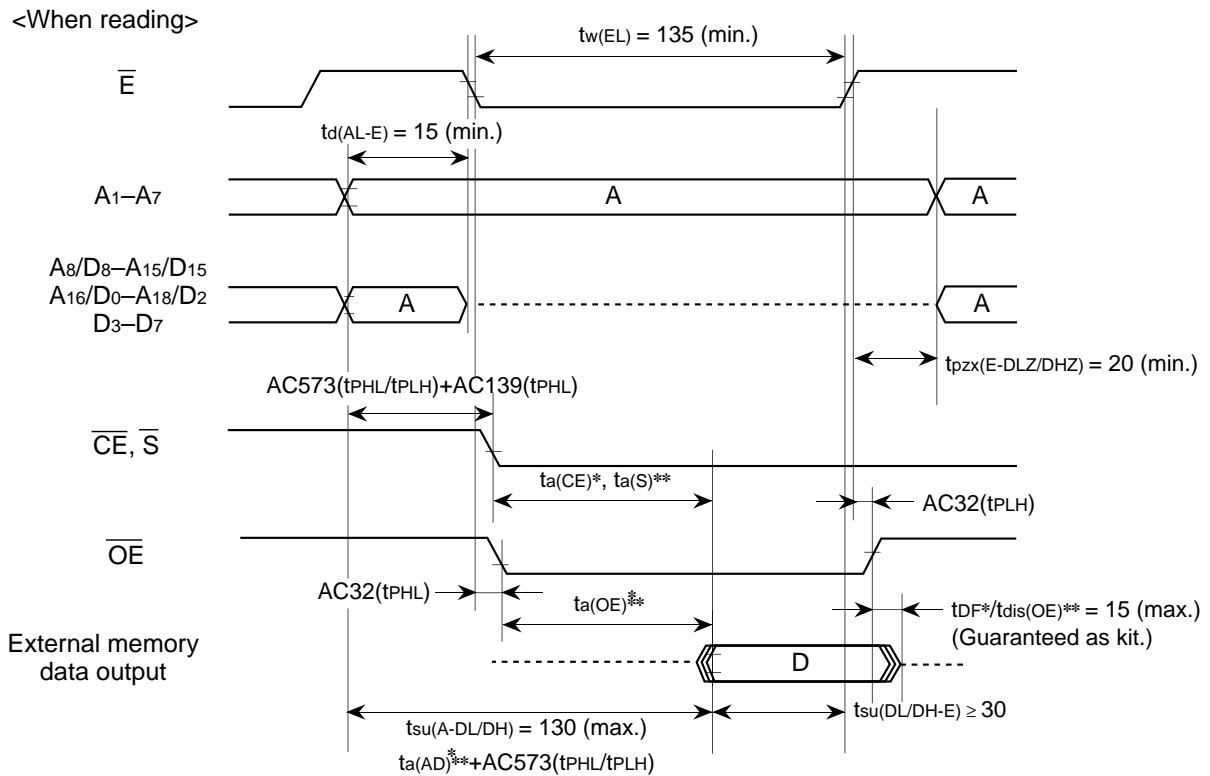 <When reading>
tw(EL) = 135 (min.)
E
td(AL-E) = 15 (min.)
A1–A7
A
A
A8/D8–A15/D15
A16/D0–A18/D2
D3–D7
A
A
tpzx(E-DLZ/DHZ) = 20 (min.)
AC573(tPHL/tPLH)+AC139(tPHL)
CE, S
ta(CE)*, ta(S)**
AC32(tPLH)
OE
AC32(tPHL)
ta(OE)***
tDF*/tdis(OE)** = 15 (max.)
(Guaranteed as kit.)
External memory
data output
D
tsu(A-DL/DH) = 130 (max.)
tsu(DL/DH-E) ≥ 30
ta(AD)***+AC573(tPHL/tPLH)